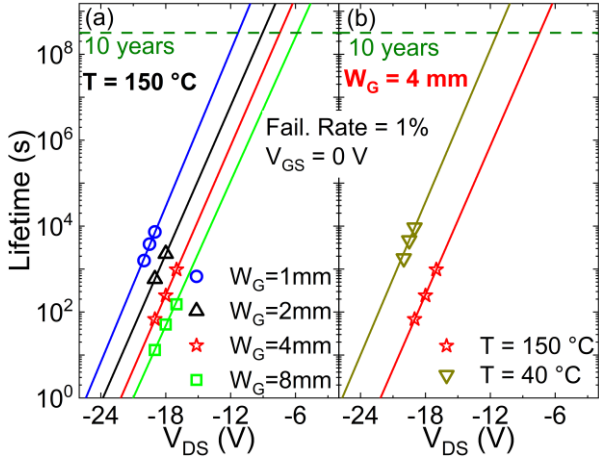 (a)
(b)
10 years
10 years
T = 150 °C
W_G = 4 mm
Fail. Rate = 1%
V_GS = 0 V
Lifetime (s)
10^8
10^6
10^4
10^2
10^0
W_G=1mm
W_G=2mm
W_G=4mm
W_G=8mm
T = 150 °C
T = 40 °C
-24 -18 -12 -6 -24 -18 -12 -6
V_DS (V) V_DS (V)